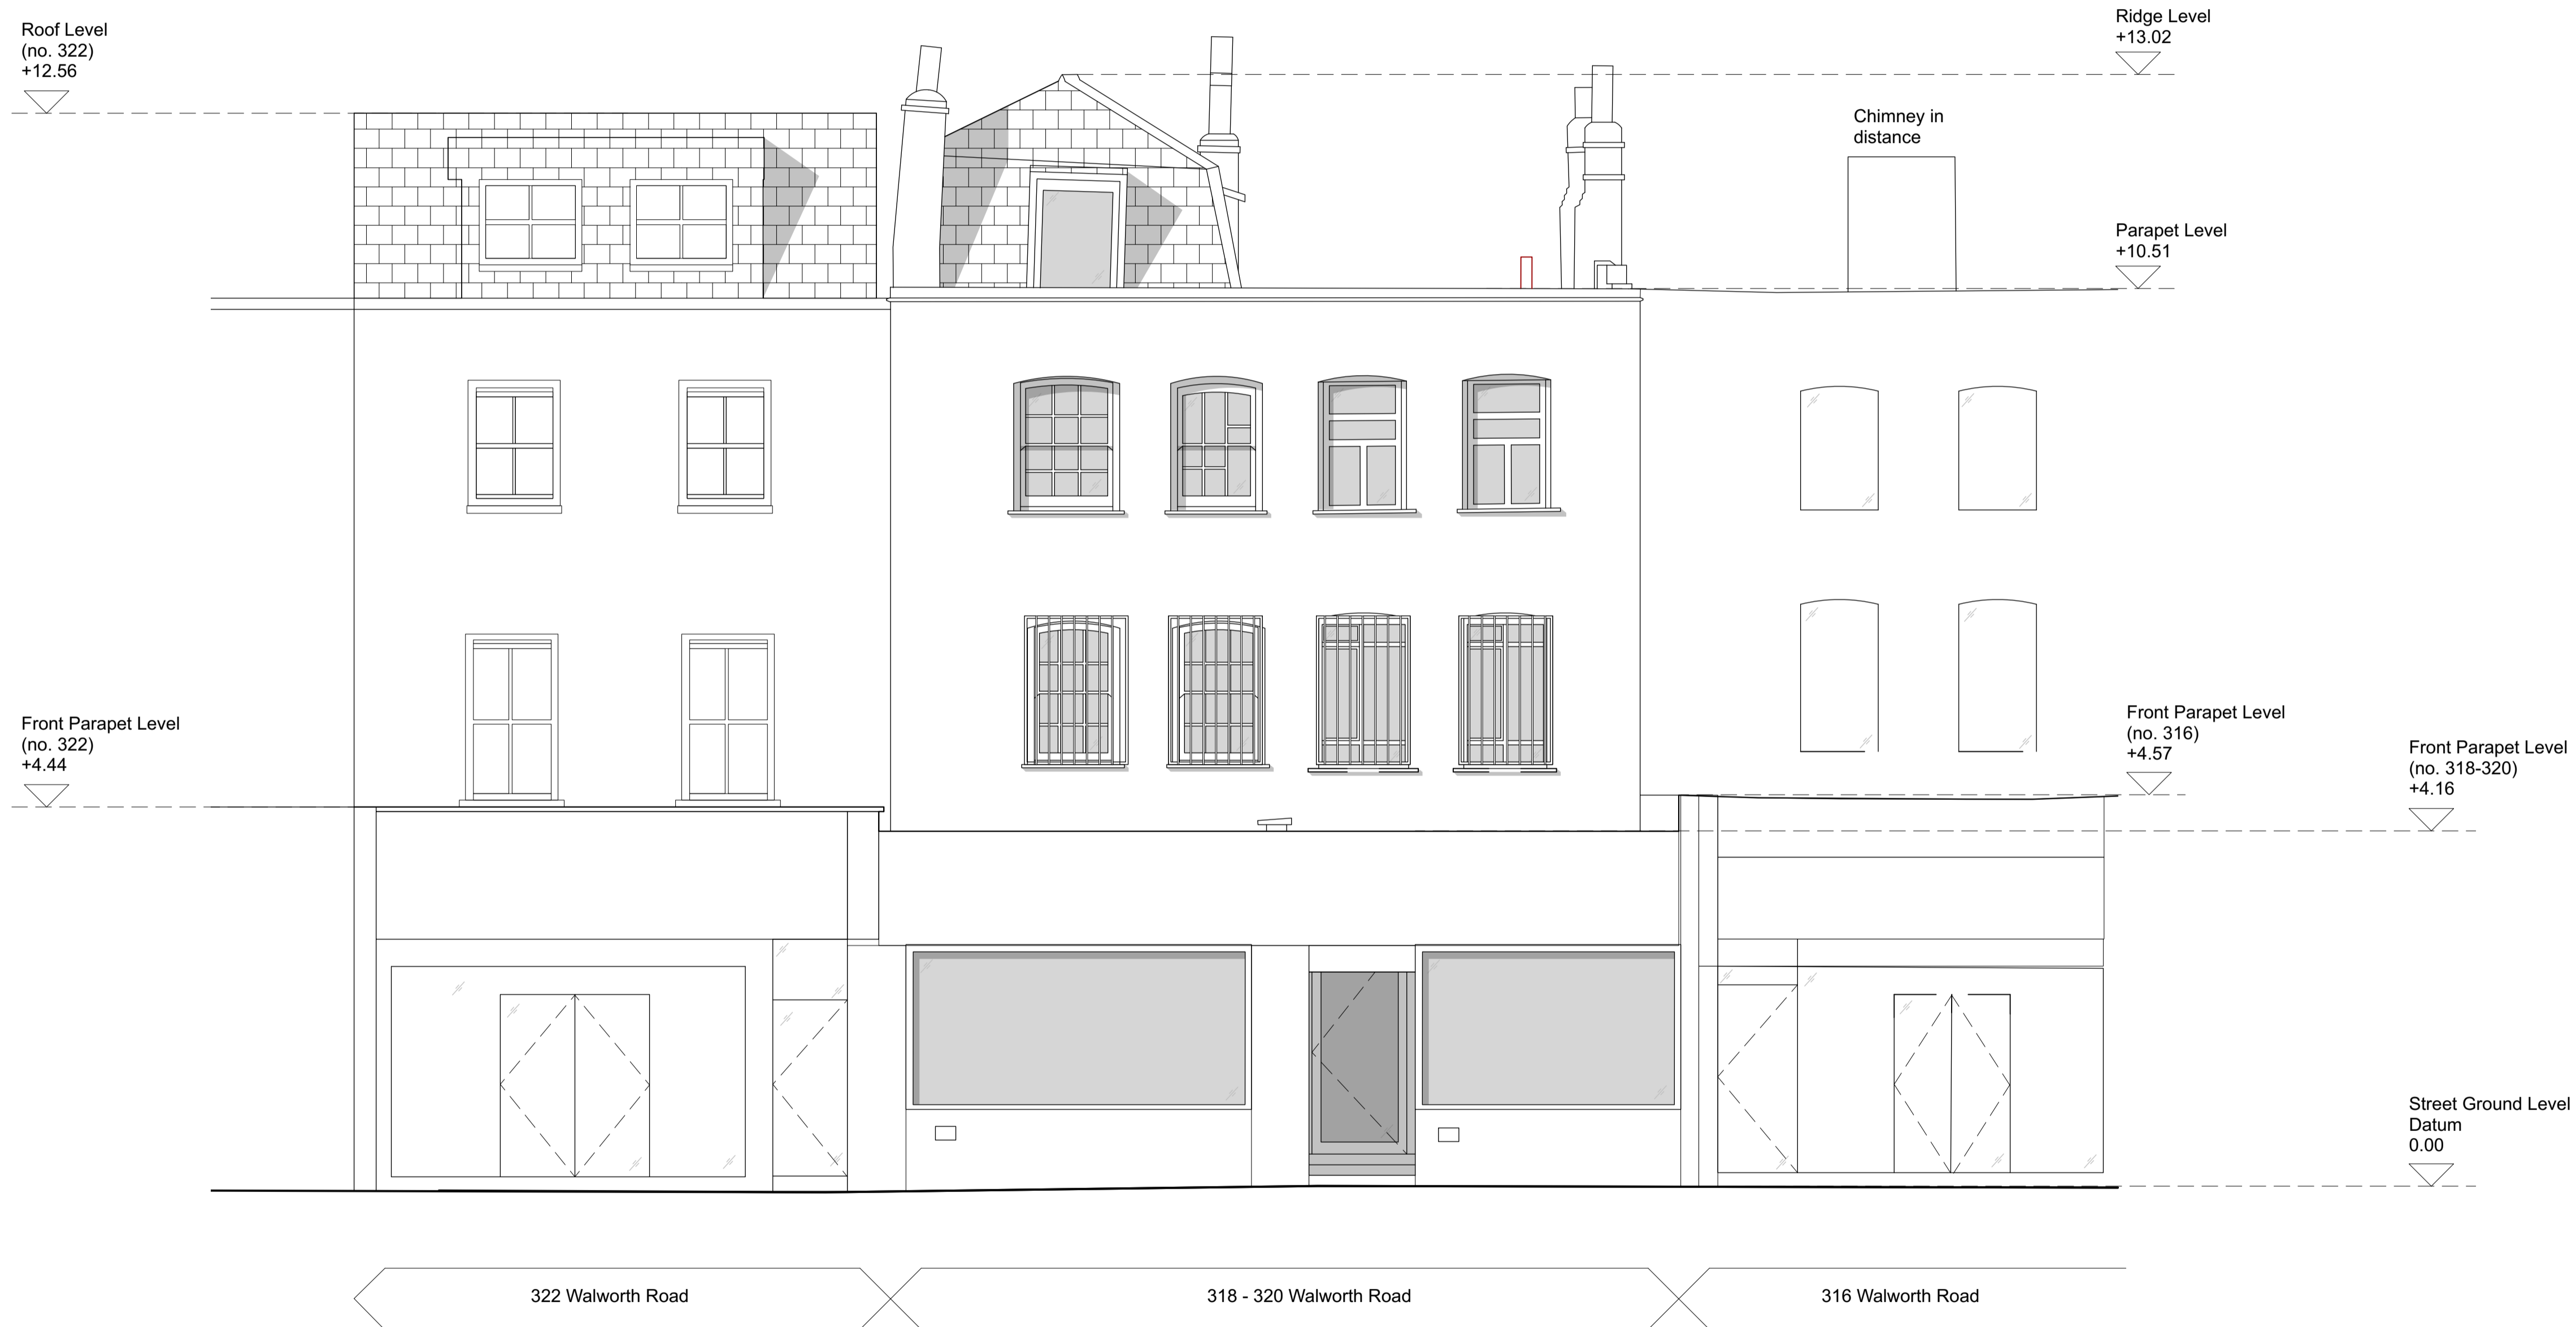 Roof Level
(no. 322)
+12.56
Ridge Level
+13.02
Chimney in
distance
Parapet Level
+10.51
Front Parapet Level
(no. 322)
+4.44
Front Parapet Level
(no. 316)
+4.57
Front Parapet Level
(no. 318-320)
+4.16
Street Ground Level
Datum
0.00
322 Walworth Road
318 - 320 Walworth Road
316 Walworth Road